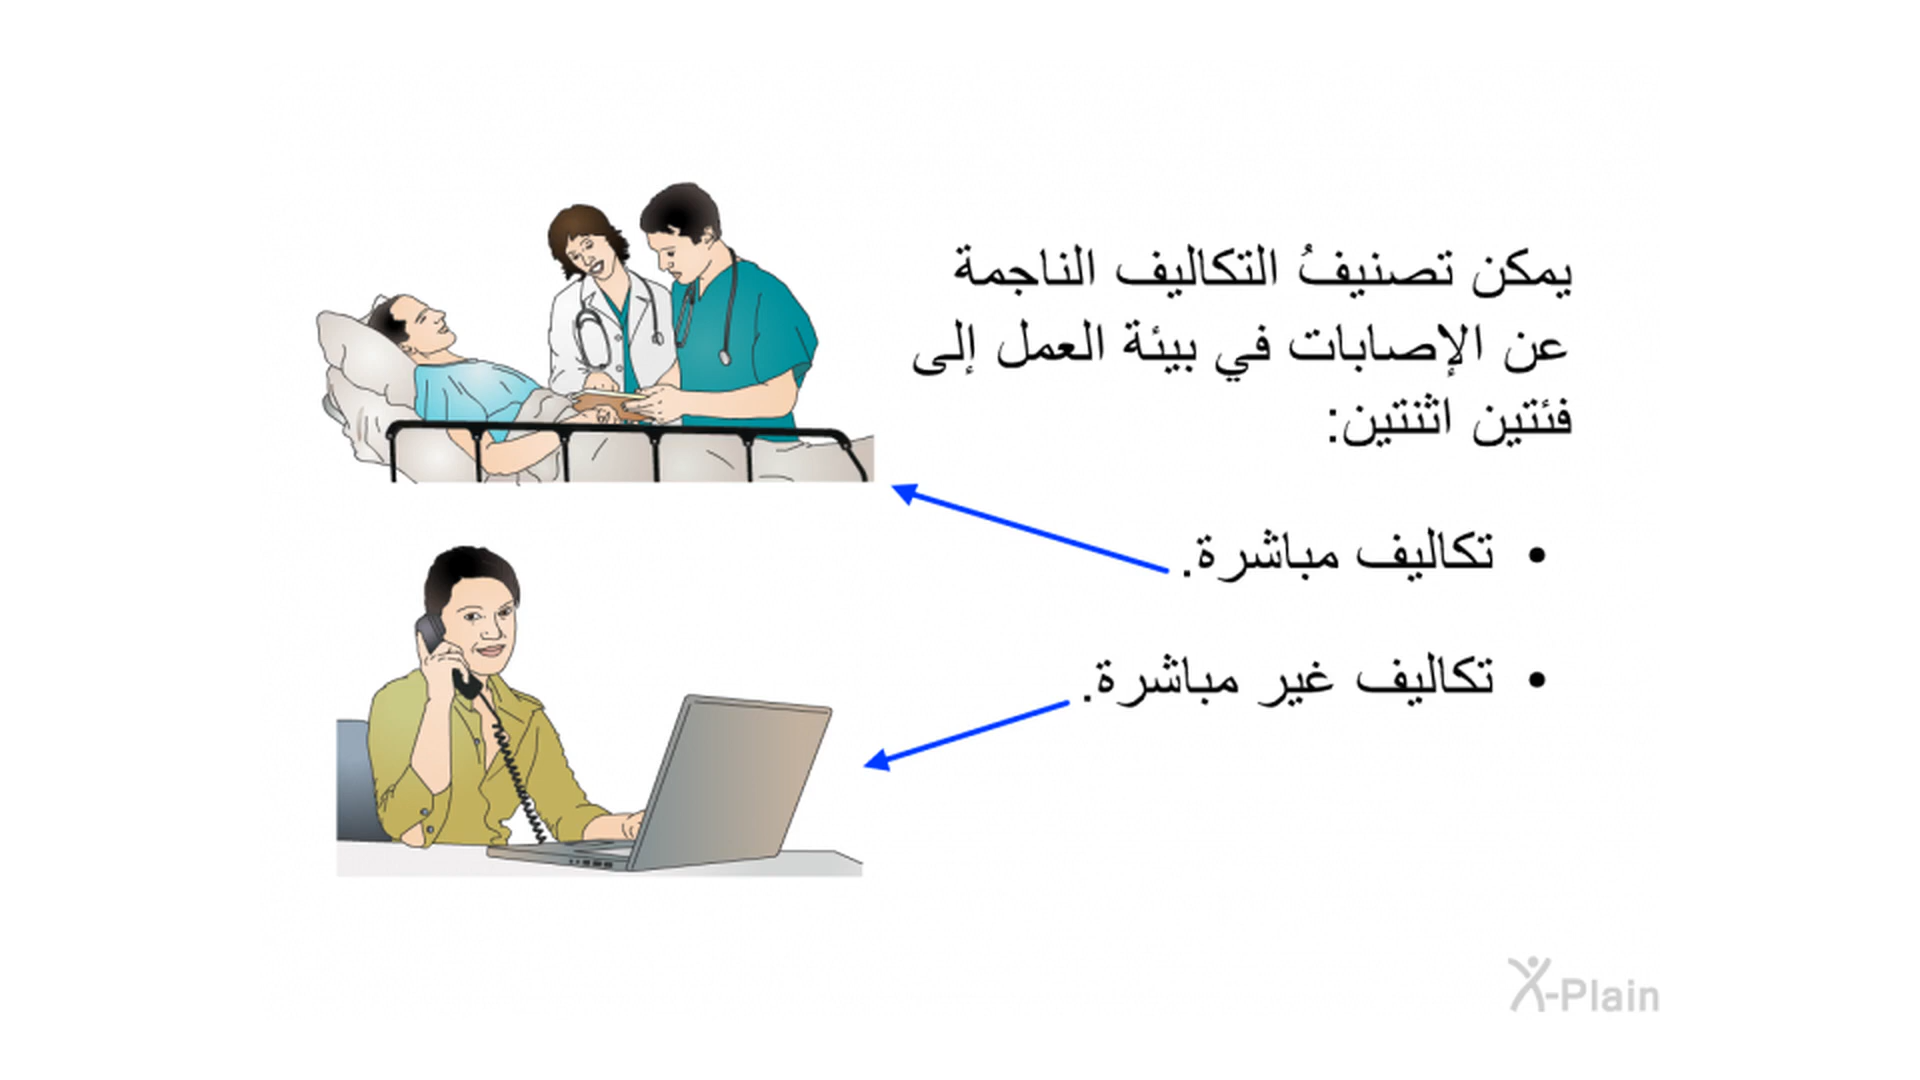 يمكن تصنيفُ التكاليف الناجمة
عن الإصابات في بيئة العمل إلى
فئتين اثنتين:
• تكاليف مباشرة.
• تكاليف غير مباشرة.
X-Plain